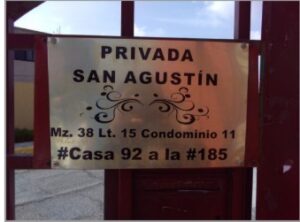 PRIVADA
SAN AGUSTÍN
Mz. 38 Lt. 15 Condominio 11
#Casa 92 a la #185